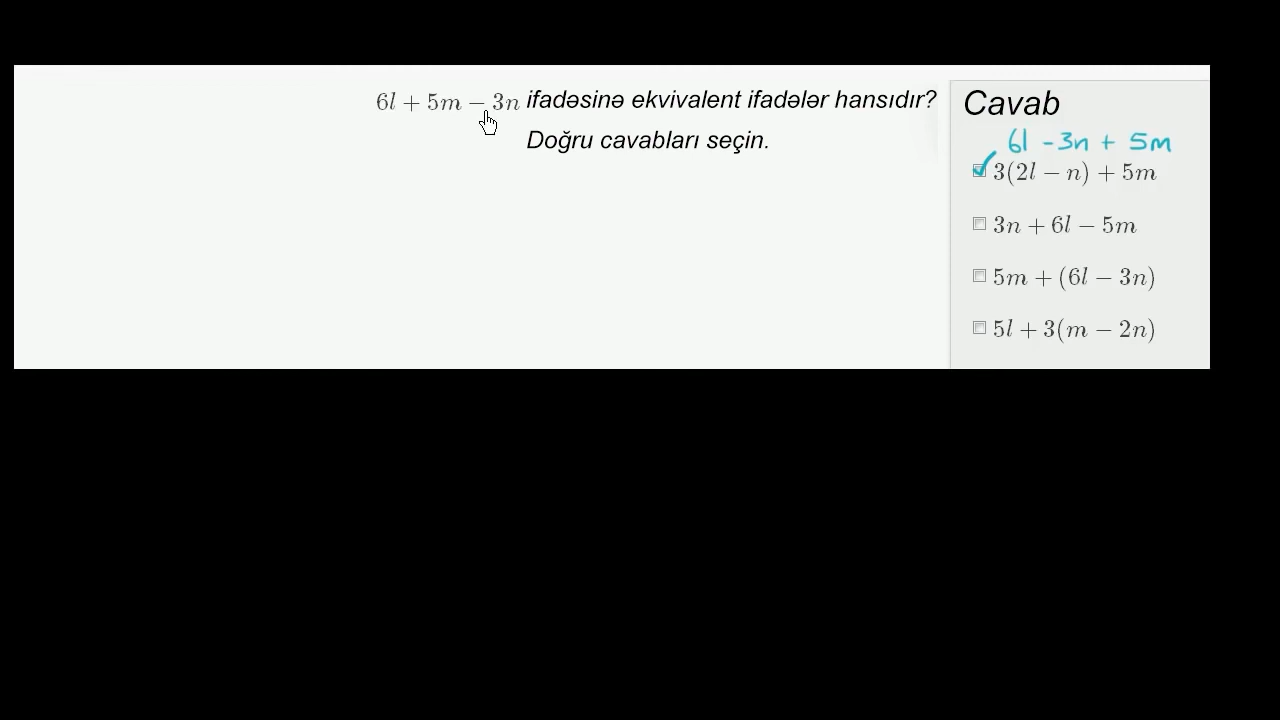 6l + 5m − 3n ifadəsinə ekvivalent ifadələr hansıdır?
Doğru cavabları seçin.
Cavab
6l - 3n + 5m
3(2l − n) + 5m
3n + 6l − 5m
5m + (6l − 3n)
5l + 3(m − 2n)